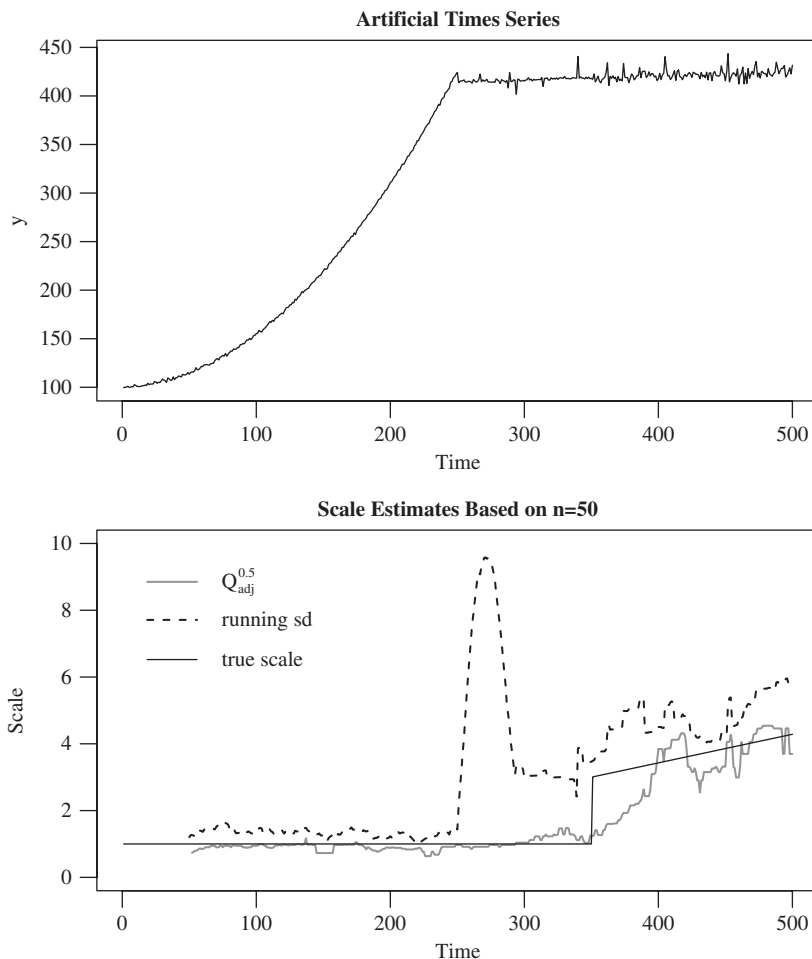 Artificial Times Series
450
400
350
300
250
200
150
100
y
0 100 200 300 400 500
Time
Scale Estimates Based on n=50
10
8
6
4
2
0
Scale
Q_adj^0.5
running sd
true scale
0 100 200 300 400 500
Time